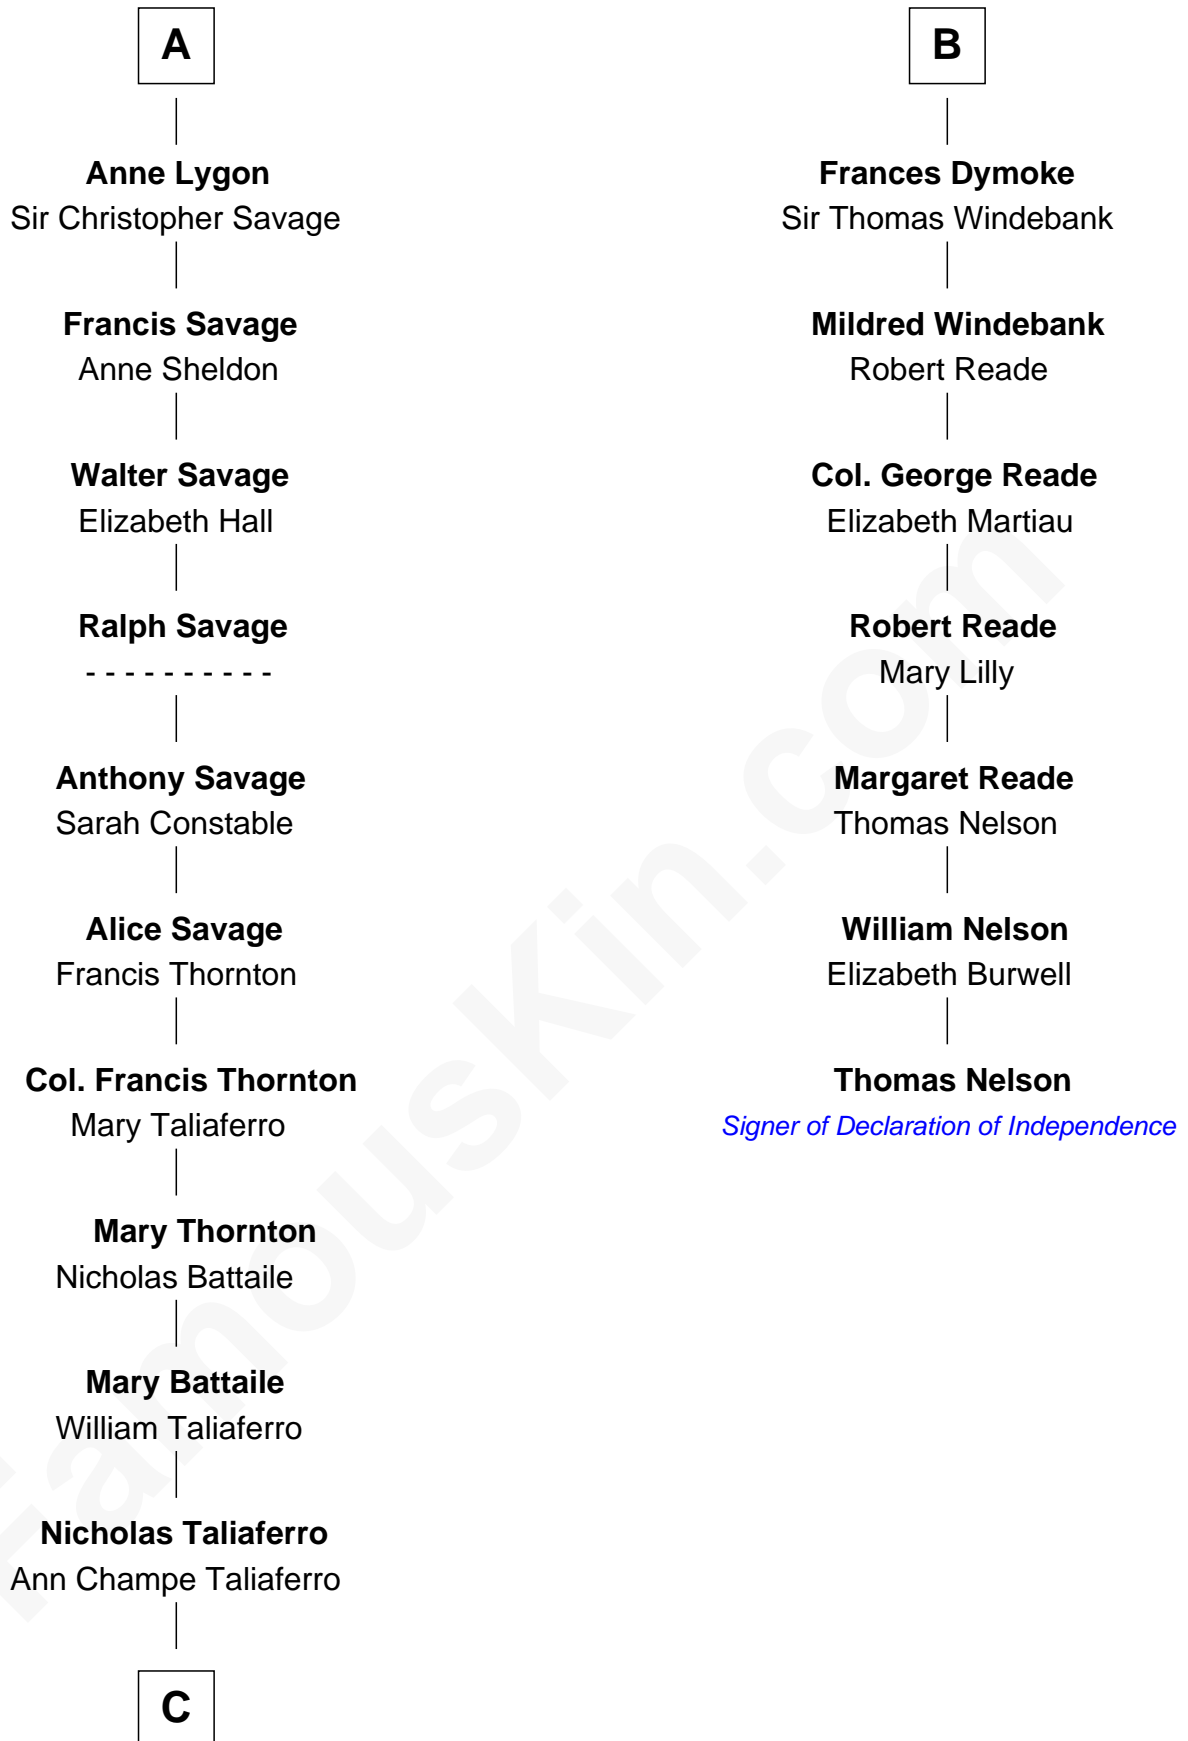 A
Anne Lygon
Sir Christopher Savage
Francis Savage
Anne Sheldon
Walter Savage
Elizabeth Hall
Ralph Savage
- - - - - - - - - -
Anthony Savage
Sarah Constable
Alice Savage
Francis Thornton
Col. Francis Thornton
Mary Taliaferro
Mary Thornton
Nicholas Battaile
Mary Battaile
William Taliaferro
Nicholas Taliaferro
Ann Champe Taliaferro
C
B
Frances Dymoke
Sir Thomas Windebank
Mildred Windebank
Robert Reade
Col. George Reade
Elizabeth Martiau
Robert Reade
Mary Lilly
Margaret Reade
Thomas Nelson
William Nelson
Elizabeth Burwell
Thomas Nelson
Signer of Declaration of Independence
FamousKin.com